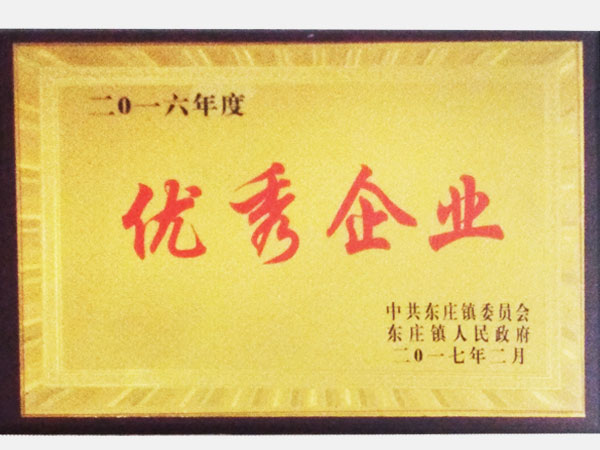 二0一六年度
优秀企业
中共东庄镇委员会
东庄镇人民政府
二0一七年二月